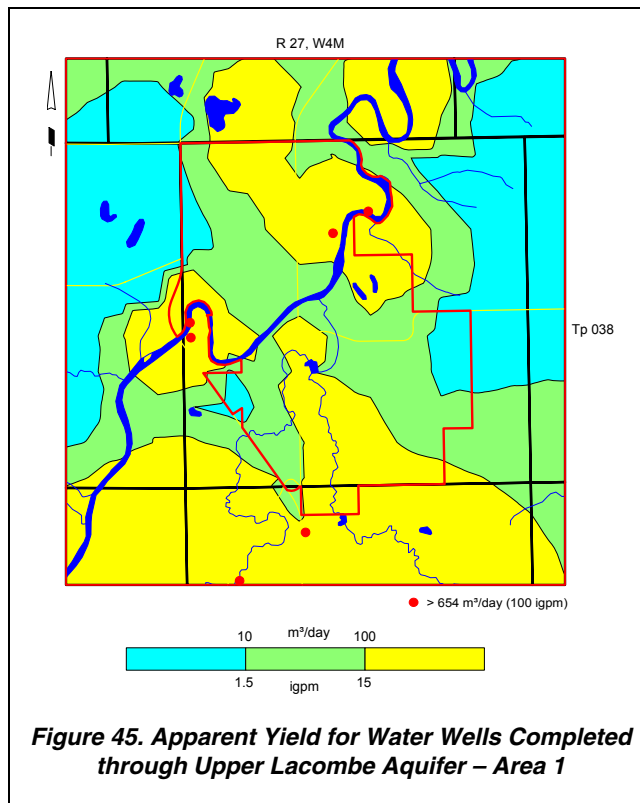 R 27, W4M
Tp 038
> 654 m³/day (100 igpm)
10 m³/day 100
1.5 igpm 15
Figure 45. Apparent Yield for Water Wells Completed
through Upper Lacombe Aquifer – Area 1